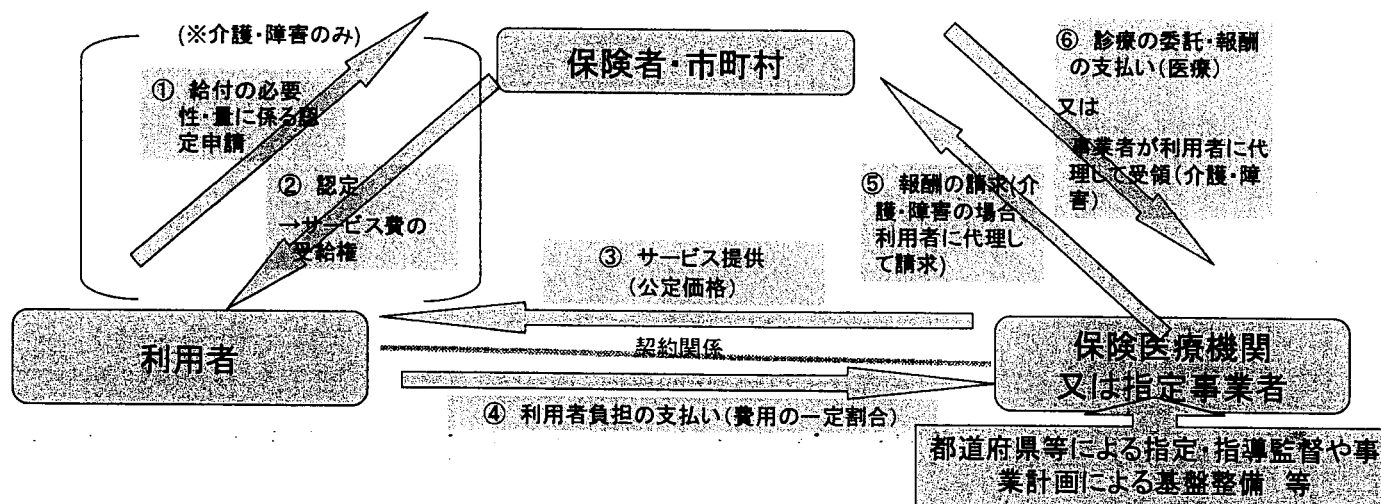 (※介護・障害のみ)
保険者・市町村
① 給付の必要
性・量に係る認
定申請
② 認定
→サービス費の
受給権
③ サービス提供
(公定価格)
契約関係
④ 利用者負担の支払い(費用の一定割合)
⑤ 報酬の請求(介
護・障害の場合
利用者に代理し
て請求)
⑥ 診療の委託・報酬
の支払い(医療)
又は
事業者が利用者に代
理して受領(介護・障
害)
利用者
保険医療機関
又は指定事業者
都道府県等による指定・指導監督や事
業計画による基盤整備 等